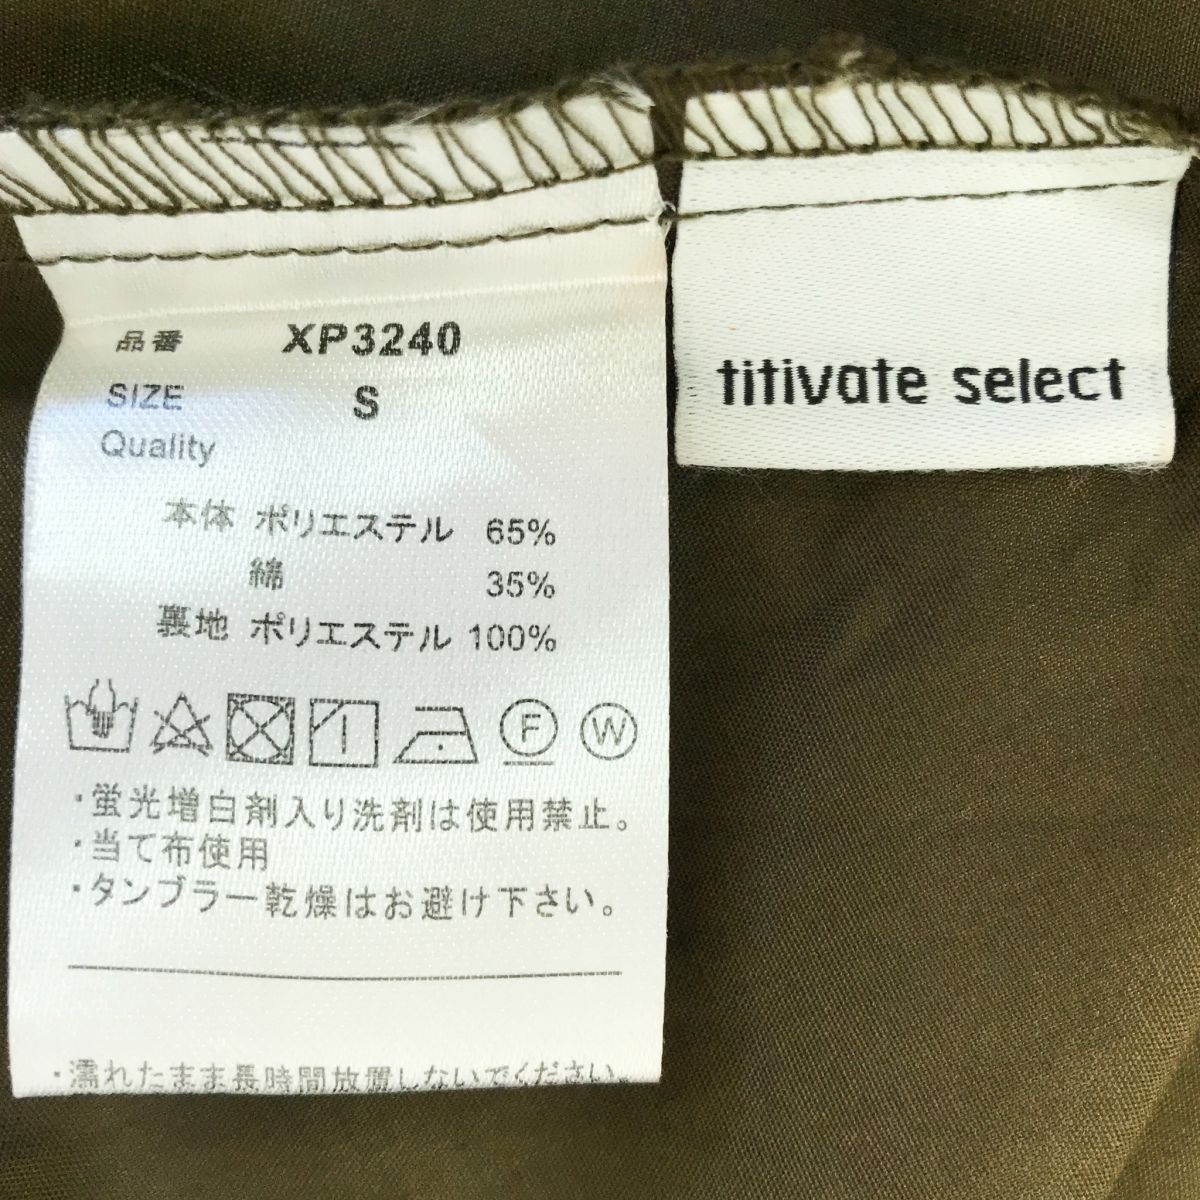 品番 XP3240
SIZE S
Quality
本体 ポリエステル 65%
綿 35%
裏地 ポリエステル 100%
F W
・蛍光増白剤入り洗剤は使用禁止。
・当て布使用
・タンブラー乾燥はお避け下さい。
・濡れたまま長時間放置しないでください。
titivate select